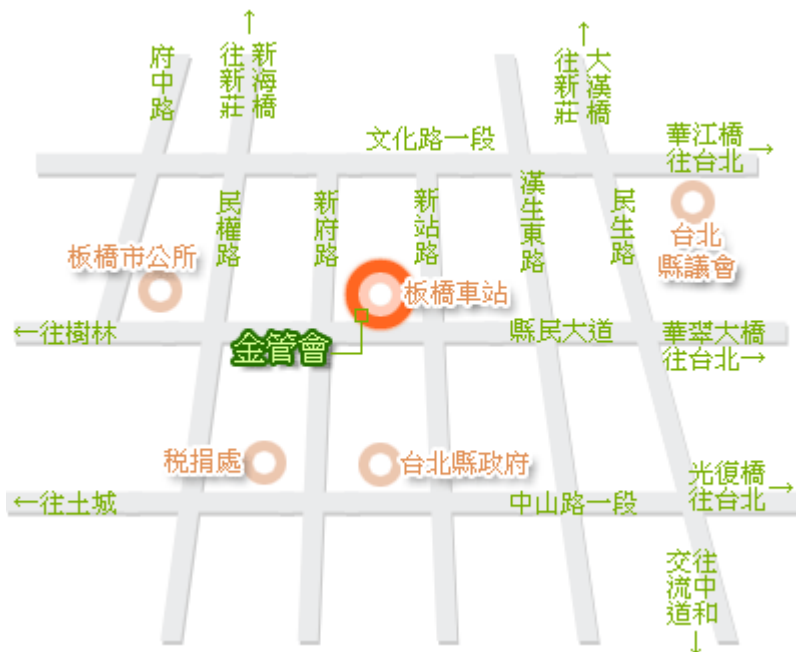 ↑
往新莊
新海橋
↑
往新莊
大漢橋
府中路
文化路一段
華江橋
往台北→
民權路
新府路
新站路
漢生東路
民生路
台北
縣議會
板橋市公所
板橋車站
←往樹林
金管會
縣民大道
華翠大橋
往台北→
稅捐處
台北縣政府
光復橋
往台北→
←往土城
中山路一段
往中和
交流道
↓